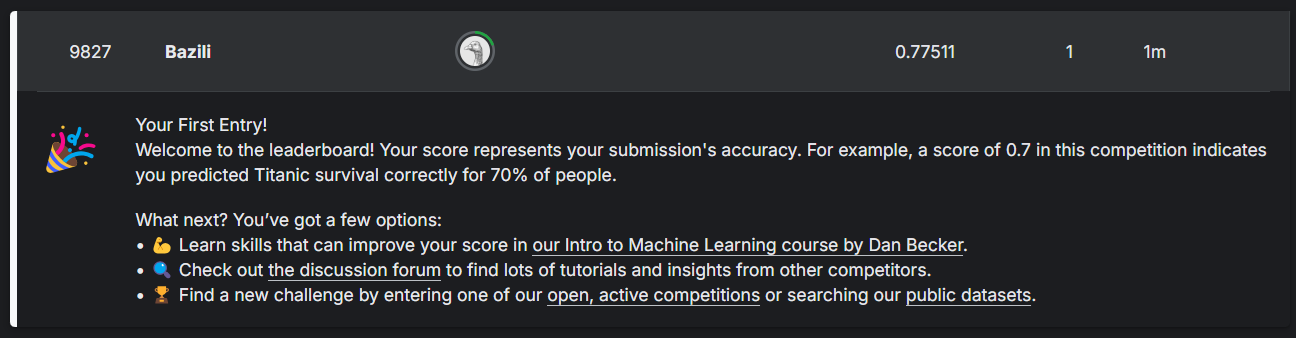 9827 Bazili 0.77511 1 1m
Your First Entry!
Welcome to the leaderboard! Your score represents your submission's accuracy. For example, a score of 0.7 in this competition indicates
you predicted Titanic survival correctly for 70% of people.
What next? You’ve got a few options:
• 💪 Learn skills that can improve your score in our Intro to Machine Learning course by Dan Becker.
• 🔍 Check out the discussion forum to find lots of tutorials and insights from other competitors.
• 🏆 Find a new challenge by entering one of our open, active competitions or searching our public datasets.